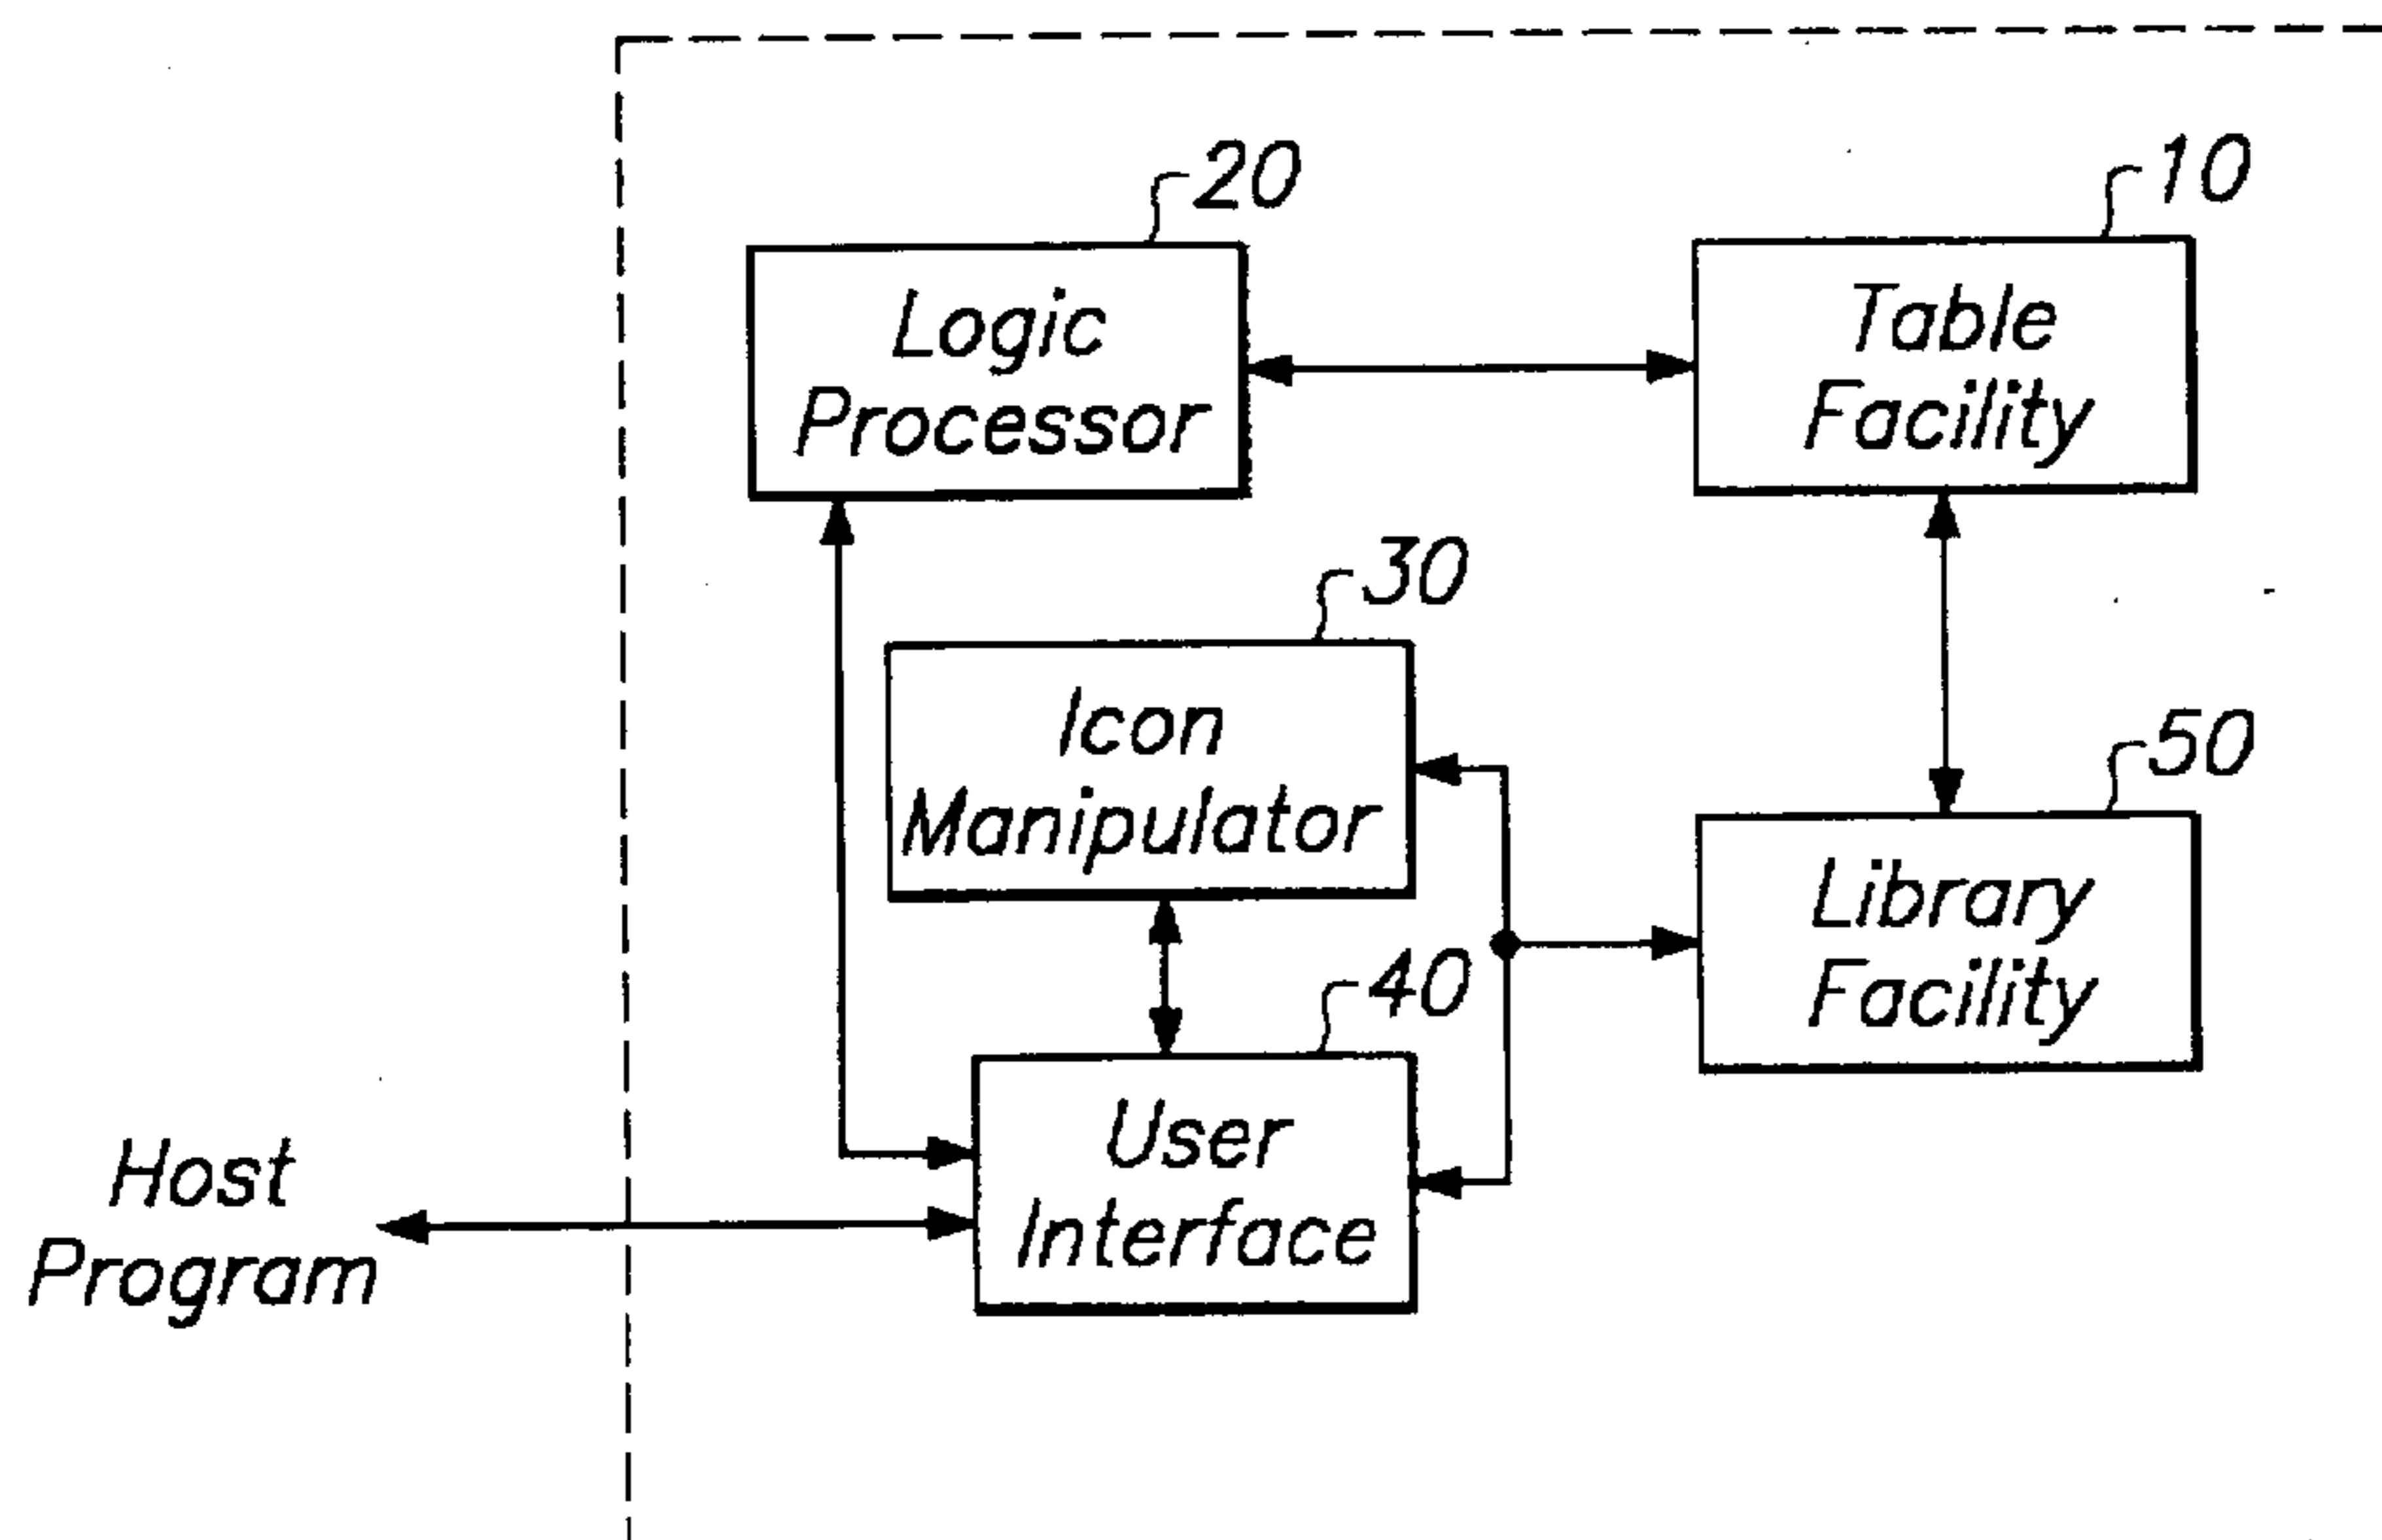 20
10
Logic
Processor
Table
Facility
30
Icon
Manipulator
50
Library
Facility
40
User
Interface
Host
Program